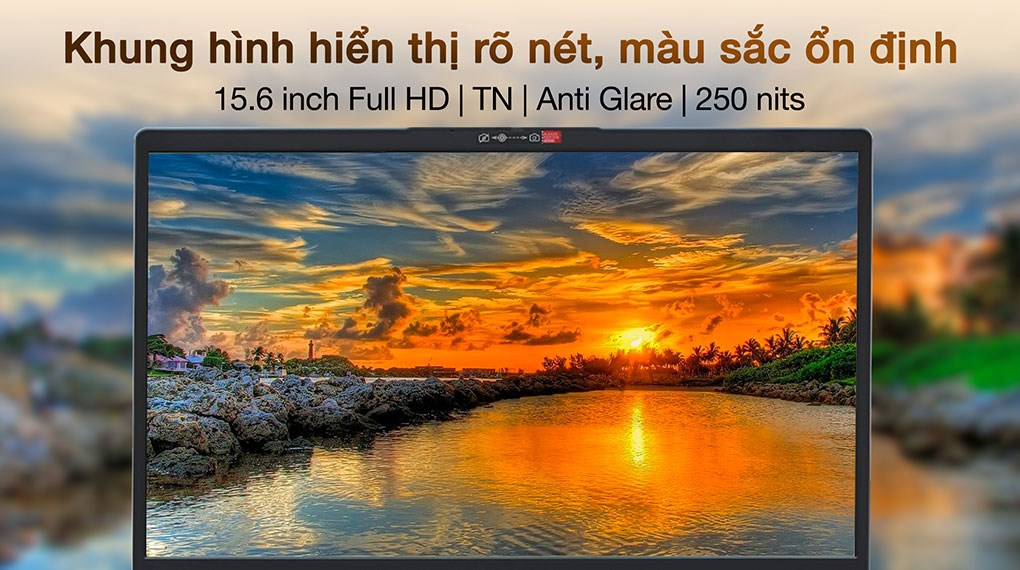 Khung hình hiển thị rõ nét, màu sắc ổn định
15.6 inch Full HD | TN | Anti Glare | 250 nits